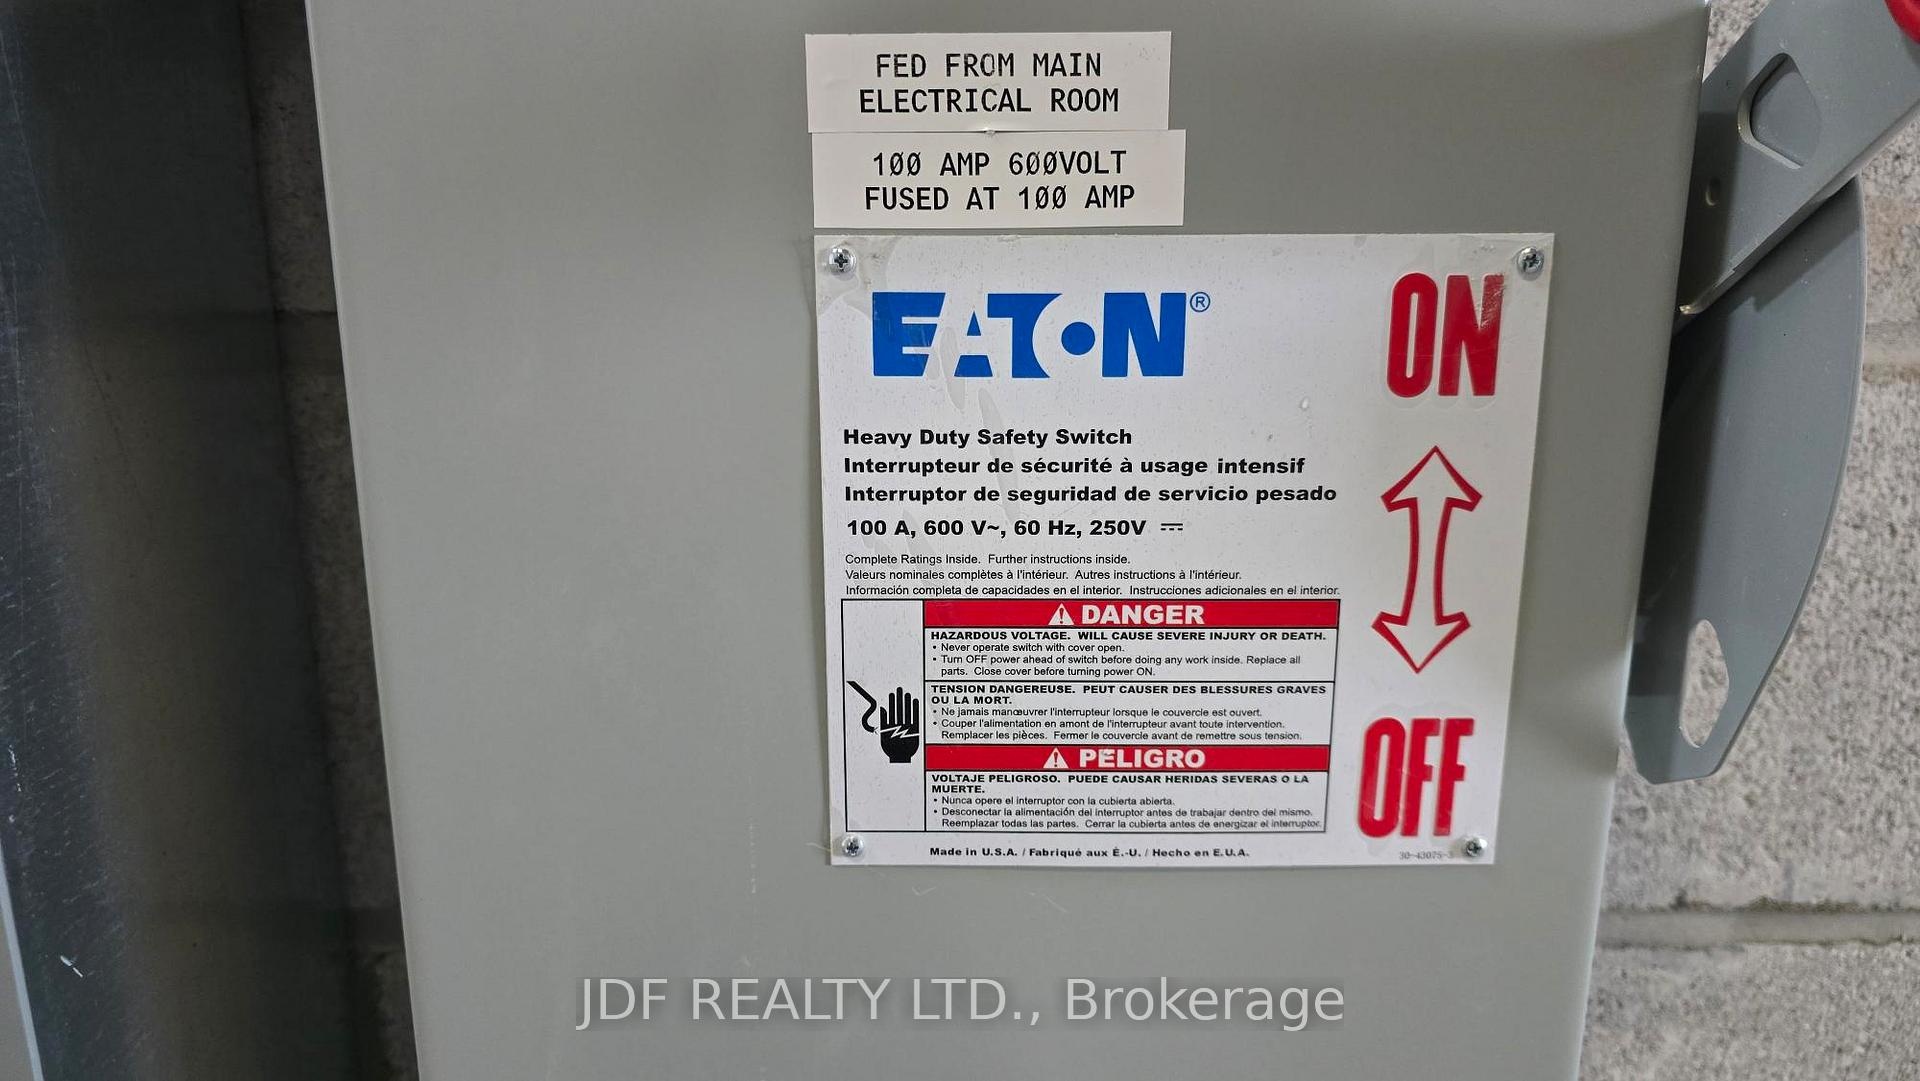 FED FROM MAIN
ELECTRICAL ROOM
100 AMP 600VOLT
FUSED AT 100 AMP
EATON®
ON
Heavy Duty Safety Switch
Interrupteur de sécurité à usage intensif
Interruptor de seguridad de servicio pesado
100 A, 600 V~, 60 Hz, 250V ⎓
Complete Ratings Inside. Further instructions inside.
Valeurs nominales complètes à l'intérieur. Autres instructions à l'intérieur.
Información completa de capacidades en el interior. Instrucciones adicionales en el interior.
⚠ DANGER
HAZARDOUS VOLTAGE. WILL CAUSE SEVERE INJURY OR DEATH.
• Never operate switch with cover open.
• Turn OFF power ahead of switch before doing any work inside. Replace all
parts. Close cover before turning power ON.
TENSION DANGEREUSE. PEUT CAUSER DES BLESSURES GRAVES
OU LA MORT.
• Ne jamais manœuvrer l'interrupteur lorsque le couvercle est ouvert.
• Couper l'alimentation en amont de l'interrupteur avant toute intervention.
Remplacer les pièces. Fermer le couvercle avant de remettre sous tension.
⚠ PELIGRO
VOLTAJE PELIGROSO. PUEDE CAUSAR HERIDAS SEVERAS O LA
MUERTE.
• Nunca opere el interruptor con la cubierta abierta.
• Desconectar la alimentación del interruptor antes de trabajar dentro del mismo.
Reemplazar todas las partes. Cerrar la cubierta antes de energizar el interruptor.
OFF
Made in U.S.A. / Fabriqué aux É.-U. / Hecho en E.U.A.
30-43075-3
JDF REALTY LTD., Brokerage